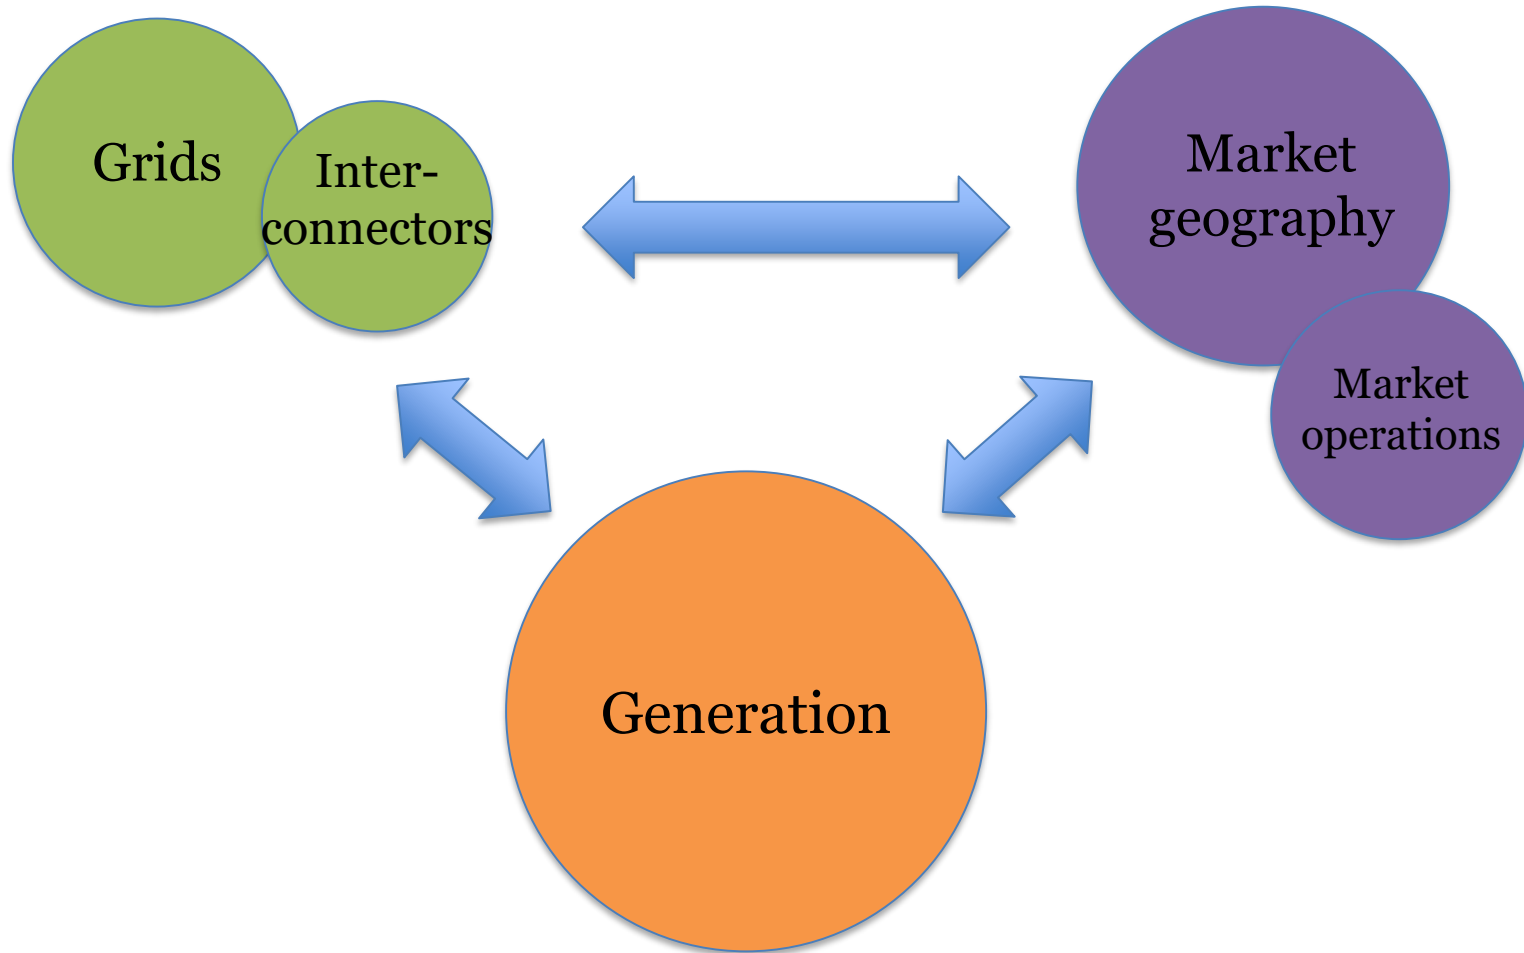 Grids
Inter-
connectors
Market
geography
Market
operations
Generation